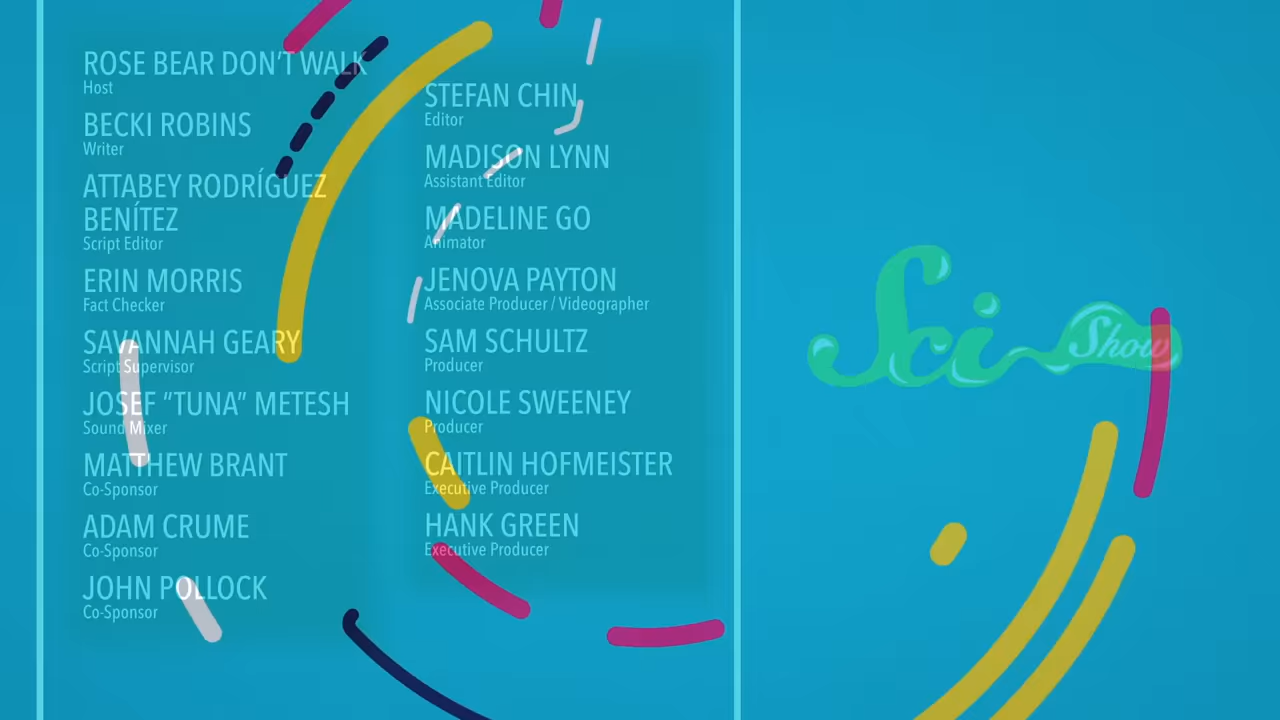 ROSE BEAR DON'T WALK
Host
BECKI ROBINS
Writer
ATTABEY RODRÍGUEZ
BENÍTEZ
Script Editor
ERIN MORRIS
Fact Checker
SAVANNAH GEARY
Script Supervisor
JOSEF “TUNA” METESH
Sound Mixer
MATTHEW BRANT
Co-Sponsor
ADAM CRUME
Co-Sponsor
JOHN POLLOCK
Co-Sponsor
STEFAN CHIN
Editor
MADISON LYNN
Assistant Editor
MADELINE GO
Animator
JENOVA PAYTON
Associate Producer / Videographer
SAM SCHULTZ
Producer
NICOLE SWEENEY
Producer
CAITLIN HOFMEISTER
Executive Producer
HANK GREEN
Executive Producer
Sci Show